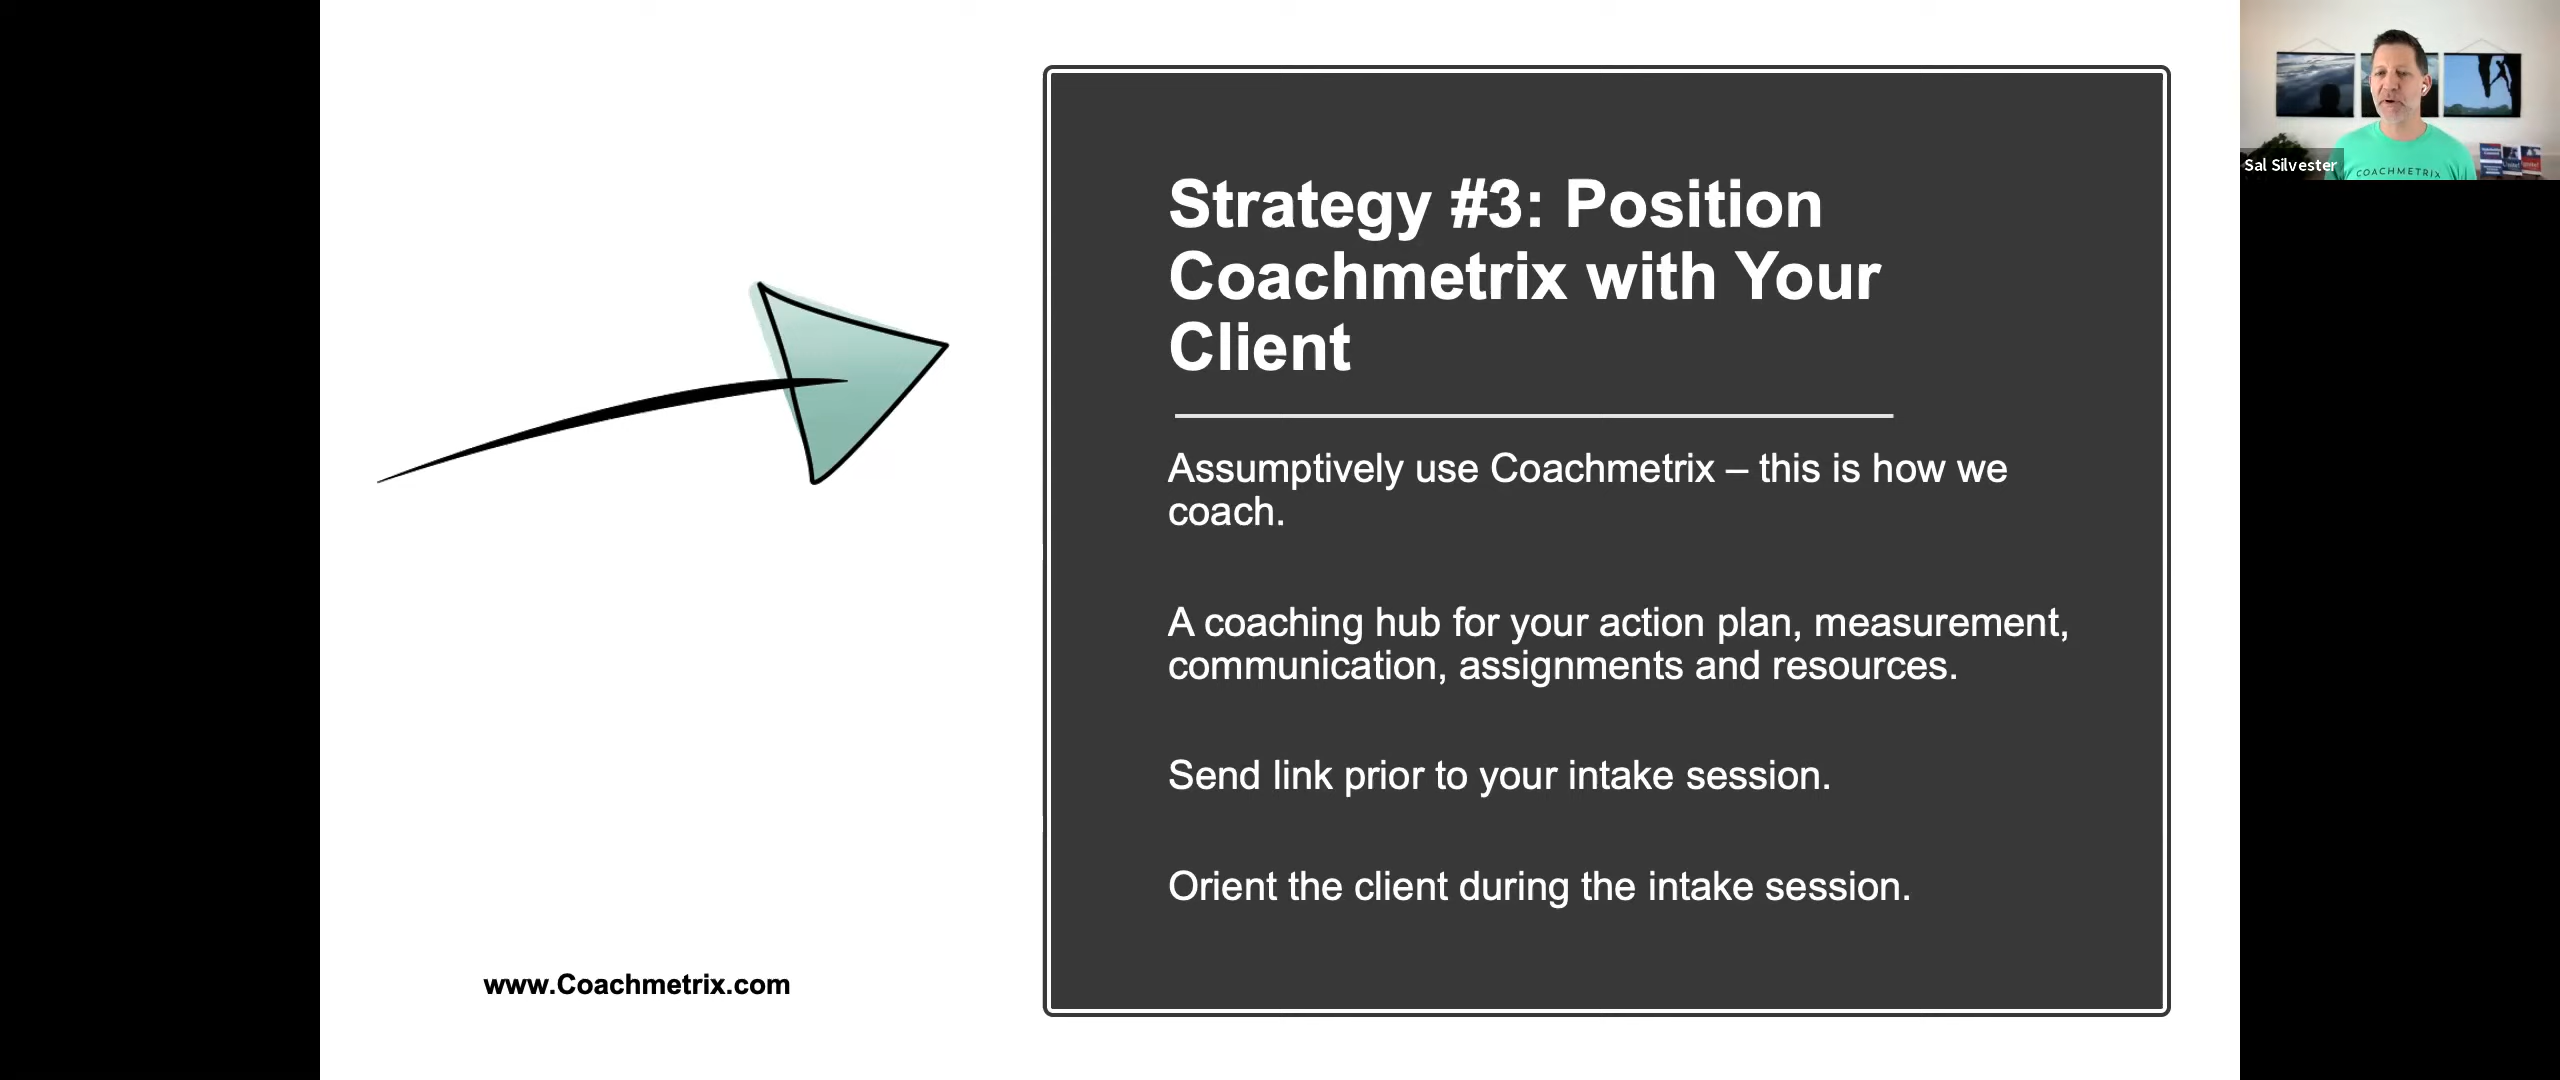 Strategy #3: Position
Coachmetrix with Your
Client
Assumptively use Coachmetrix – this is how we
coach.
A coaching hub for your action plan, measurement,
communication, assignments and resources.
Send link prior to your intake session.
Orient the client during the intake session.
www.Coachmetrix.com
Sal Silvester
COACHMETRIX